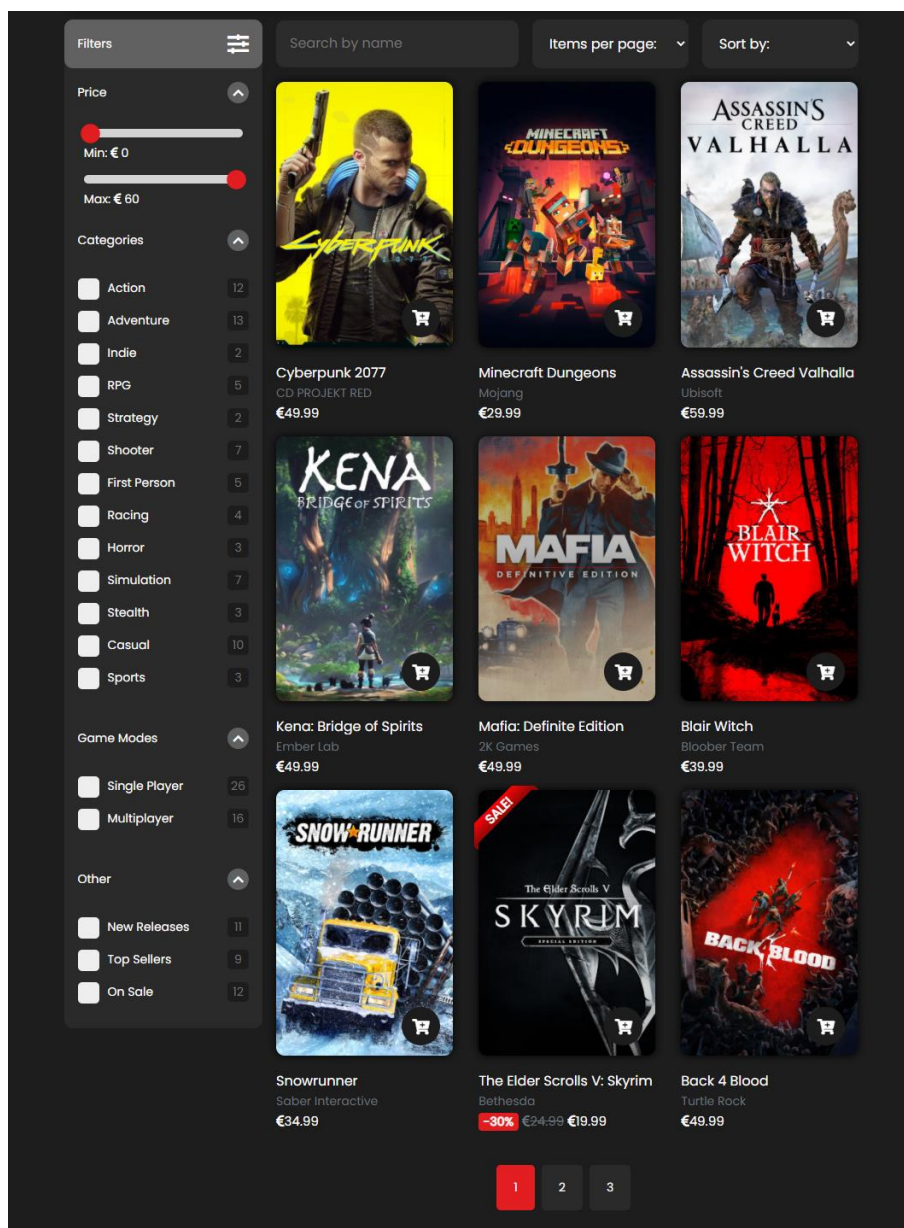 Filters
Search by name
Items per page:
Sort by:
Price
Min: € 0
Max: € 60
Categories
Action 12
Adventure 13
Indie 2
RPG 5
Strategy 2
Shooter 7
First Person 5
Racing 4
Horror 3
Simulation 7
Stealth 3
Casual 10
Sports 3
Game Modes
Single Player 26
Multiplayer 16
Other
New Releases 11
Top Sellers 9
On Sale 12
CYBERPUNK
2077
Cyberpunk 2077
CD PROJEKT RED
€49.99
MINECRAFT
DUNGEONS
Minecraft Dungeons
Mojang
€29.99
ASSASSIN'S
CREED
VALHALLA
Assassin's Creed Valhalla
Ubisoft
€59.99
KENA
BRIDGE OF SPIRITS
Kena: Bridge of Spirits
Ember Lab
€49.99
MAFIA
DEFINITIVE EDITION
Mafia: Definite Edition
2K Games
€49.99
BLAIR
WITCH
Blair Witch
Bloober Team
€39.99
SNOWRUNNER
Snowrunner
Saber Interactive
€34.99
SALE!
The Elder Scrolls V
SKYRIM
SPECIAL EDITION
The Elder Scrolls V: Skyrim
Bethesda
-30% €24.99 €19.99
4
BACK BLOOD
Back 4 Blood
Turtle Rock
€49.99
1 2 3